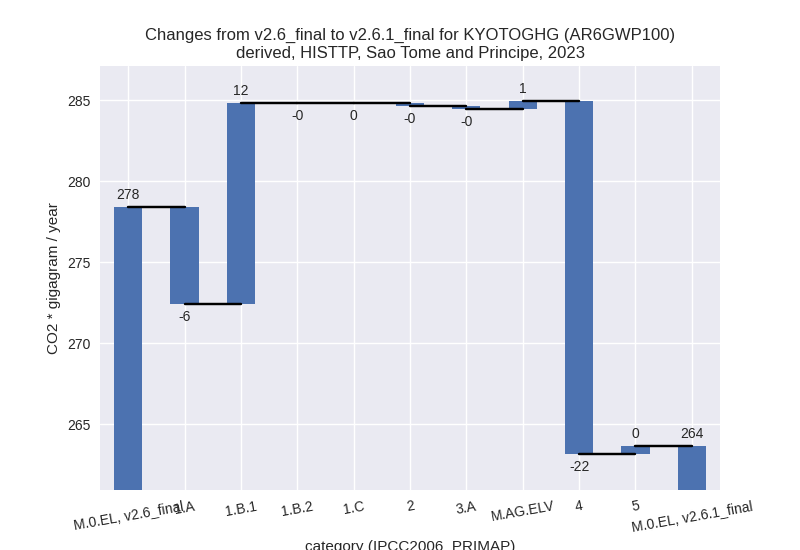 Changes from v2.6_final to v2.6.1_final for KYOTOGHG (AR6GWP100)
derived, HISTTP, Sao Tome and Principe, 2023
CO2 * gigagram / year
285
280
275
270
265
278
-6
12
-0
0
-0
-0
1
-22
0
264
M.0.EL, v2.6_final
1.A
1.B.1
1.B.2
1.C
2
3.A
M.AG.ELV
4
5
M.0.EL, v2.6.1_final
category (IPCC2006_PRIMAP)